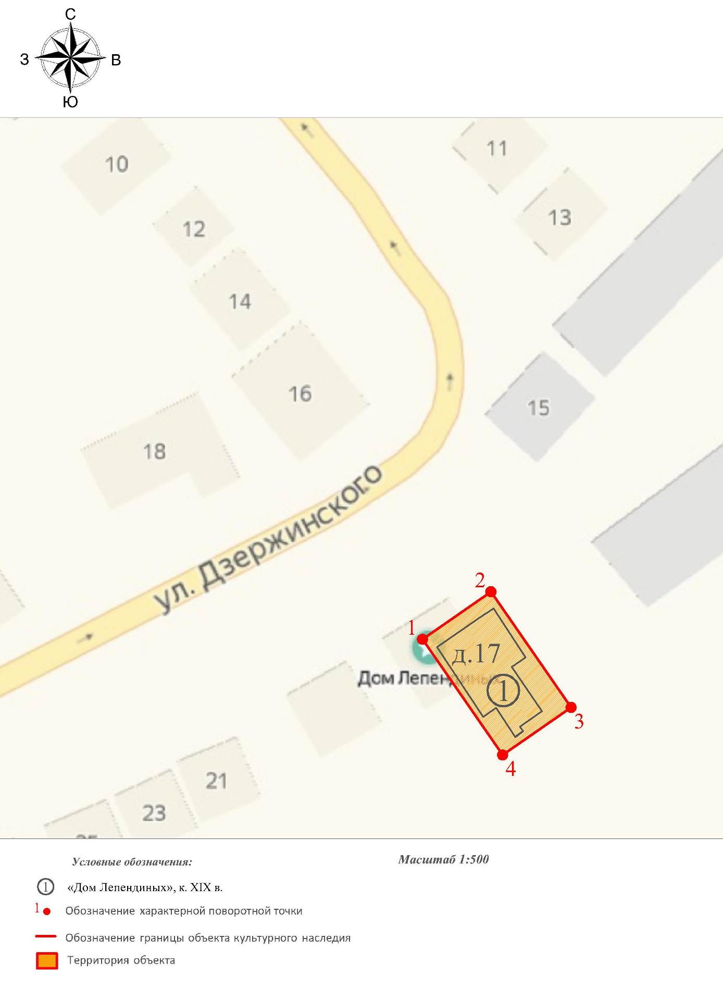 С
З
В
Ю
10
11
12
13
14
16
15
18
ул. Дзержинского
2
1
д.17
Дом Лепендиных
1
3
4
21
23
Условные обозначения:
Масштаб 1:500
1 «Дом Лепендиных», к. XIX в.
1 Обозначение характерной поворотной точки
Обозначение границы объекта культурного наследия
Территория объекта